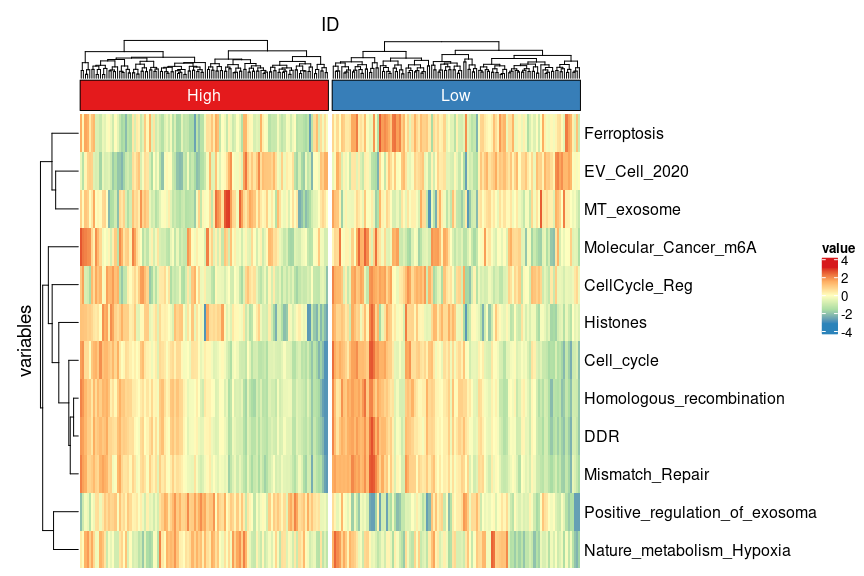 ID
High
Low
variables
Ferroptosis
EV_Cell_2020
MT_exosome
Molecular_Cancer_m6A
CellCycle_Reg
Histones
Cell_cycle
Homologous_recombination
DDR
Mismatch_Repair
Positive_regulation_of_exosoma
Nature_metabolism_Hypoxia
value
4
2
0
-2
-4